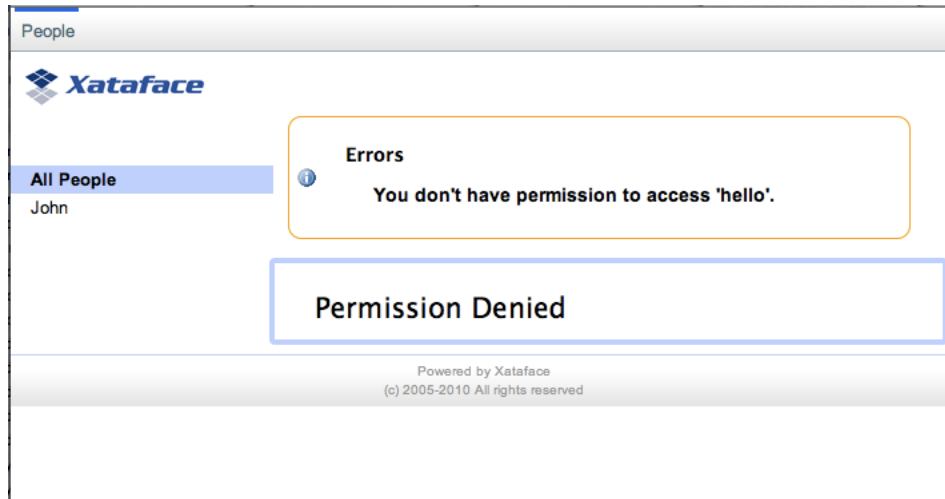 People
Xataface
All People
John
Errors
You don't have permission to access 'hello'.
Permission Denied
Powered by Xataface
(c) 2005-2010 All rights reserved